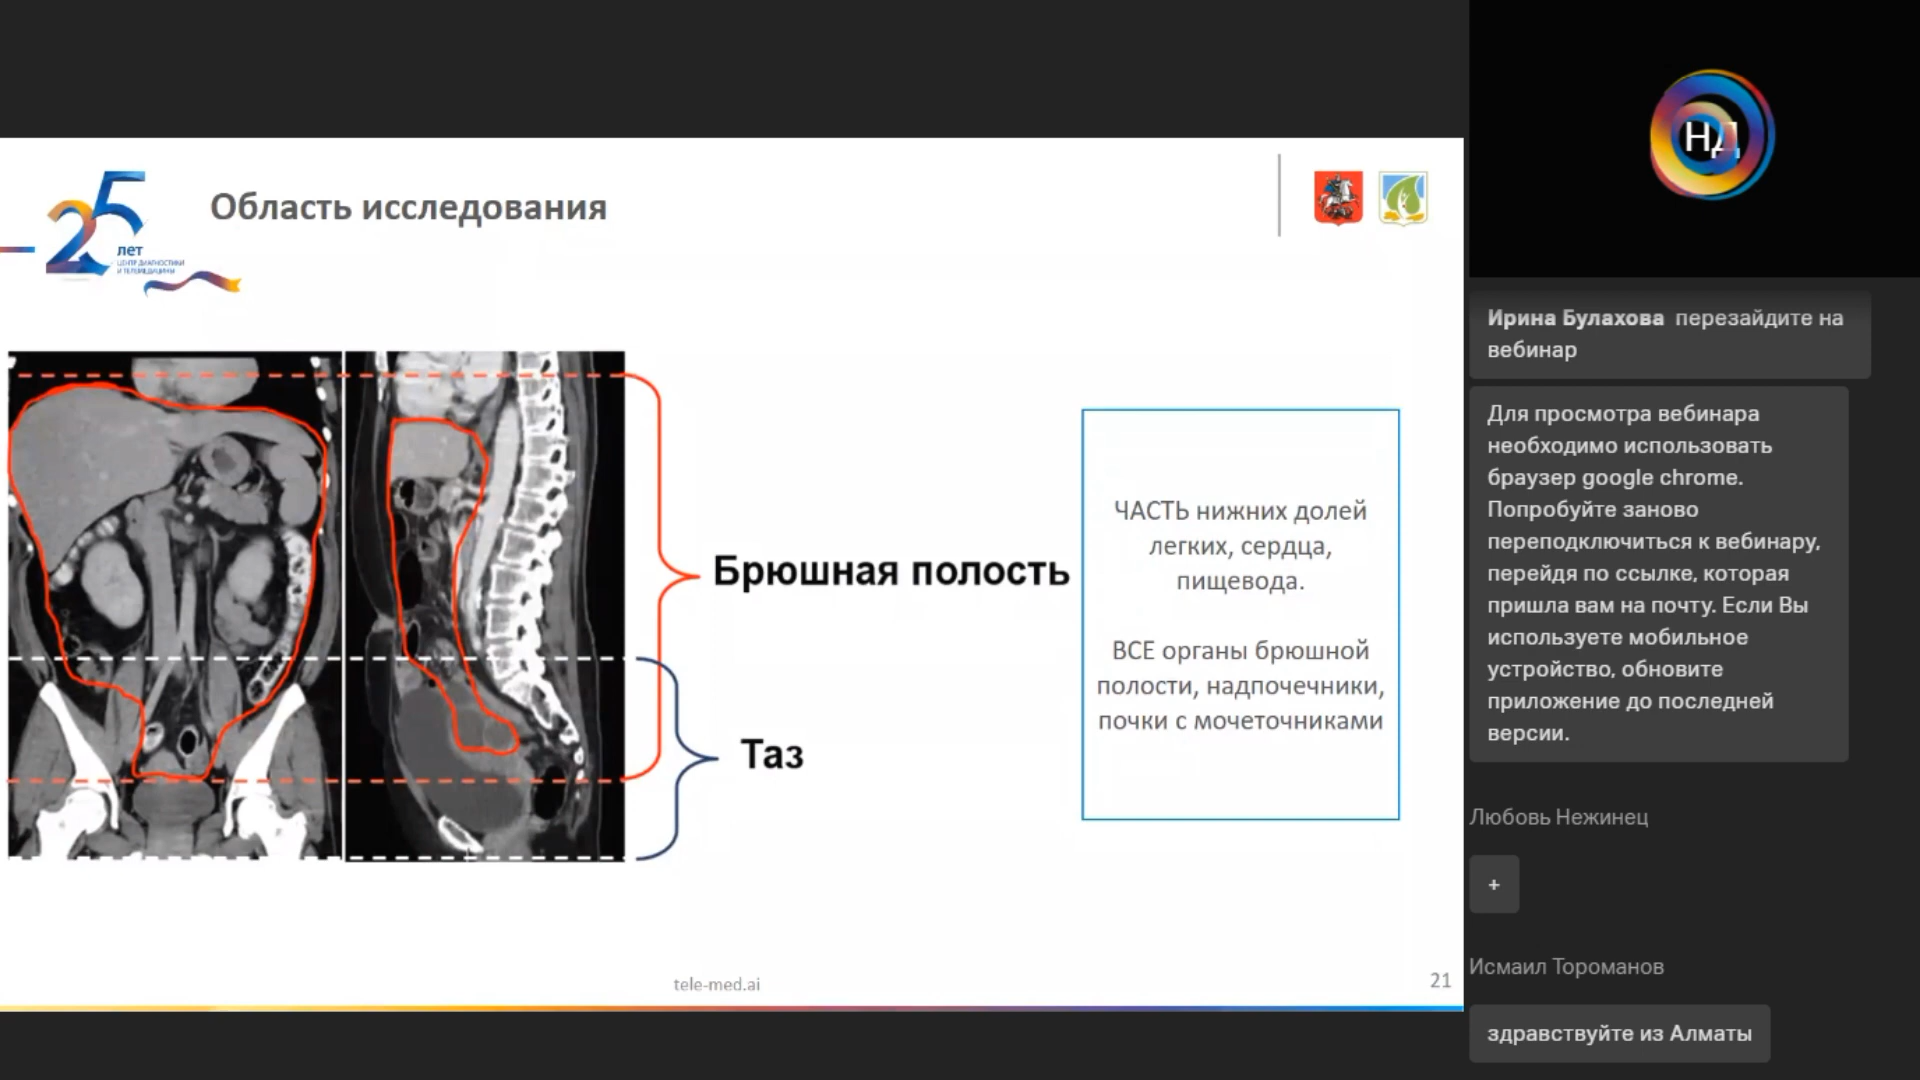 25
лет
ЦЕНТР ДИАГНОСТИКИ
И ТЕЛЕМЕДИЦИНЫ
Область исследования
Брюшная полость
Таз
ЧАСТЬ нижних долей
легких, сердца,
пищевода.
ВСЕ органы брюшной
полости, надпочечники,
почки с мочеточниками
tele-med.ai
21
НД
Ирина Булахова перезайдите на
вебинар
Для просмотра вебинара
необходимо использовать
браузер google chrome.
Попробуйте заново
переподключиться к вебинару,
перейдя по ссылке, которая
пришла вам на почту. Если Вы
используете мобильное
устройство, обновите
приложение до последней
версии.
Любовь Нежинец
+
Исмаил Тороманов
здравствуйте из Алматы